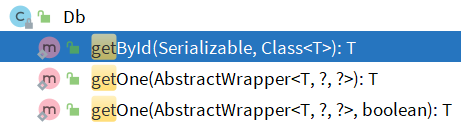 Db
getById(Serializable, Class<T>): T
getOne(AbstractWrapper<T, ?, ?>): T
getOne(AbstractWrapper<T, ?, ?>, boolean): T